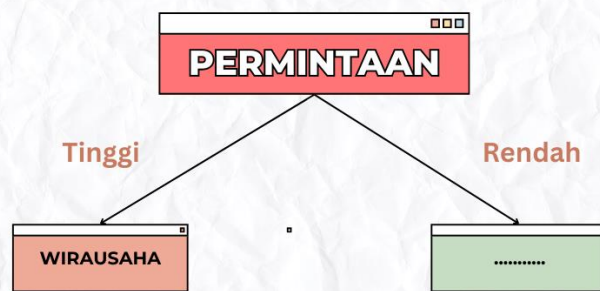 PERMINTAAN
Tinggi
Rendah
WIRAUSAHA
...........